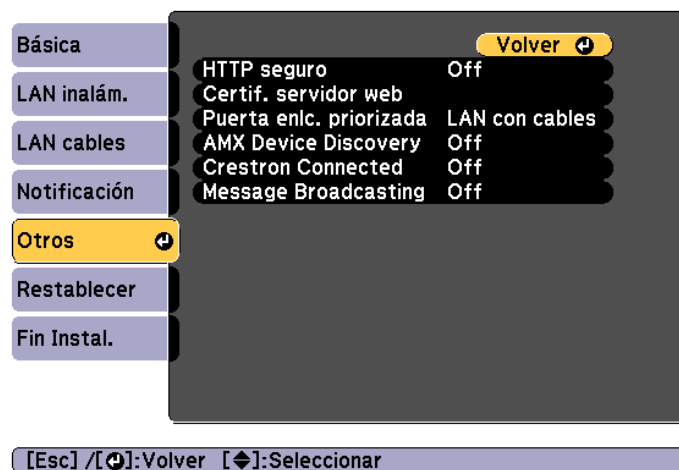 Básica
LAN inalám.
LAN cables
Notificación
Otros
Restablecer
Fin Instal.
Volver
HTTP seguro Off
Certif. servidor web
Puerta enlc. priorizada LAN con cables
AMX Device Discovery Off
Crestron Connected Off
Message Broadcasting Off
[Esc] /[↵]:Volver [◆]:Seleccionar